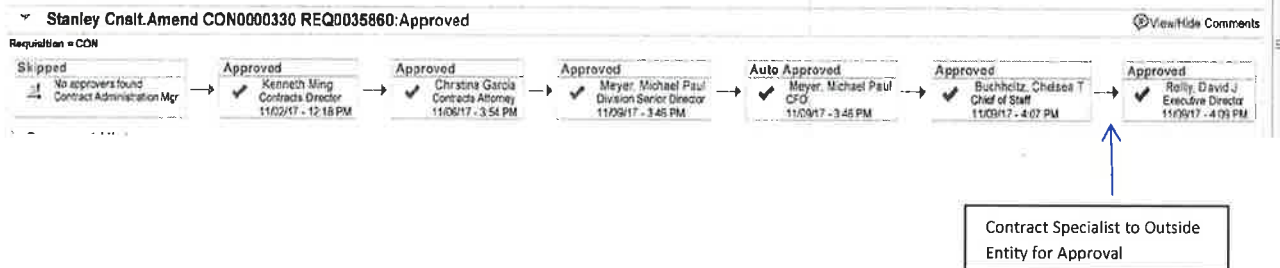 Stanley Cnslt.Amend CON0000330 REQ0035860:Approved
View/Hide Comments
Requisition = CON
Skipped
No approvers found
Contract Administration Mgr
Approved
Kenneth Ming
Contracts Director
11/02/17 - 12:18 PM
Approved
Christina Garcia
Contracts Attorney
11/06/17 - 3:54 PM
Approved
Meyer, Michael Paul
Division Senior Director
11/09/17 - 3:46 PM
Auto Approved
Meyer, Michael Paul
CFO
11/09/17 - 3:46 PM
Approved
Buchholtz, Chelsea T
Chief of Staff
11/09/17 - 4:07 PM
Approved
Reilly, David J
Executive Director
11/09/17 - 4:09 PM
Contract Specialist to Outside
Entity for Approval